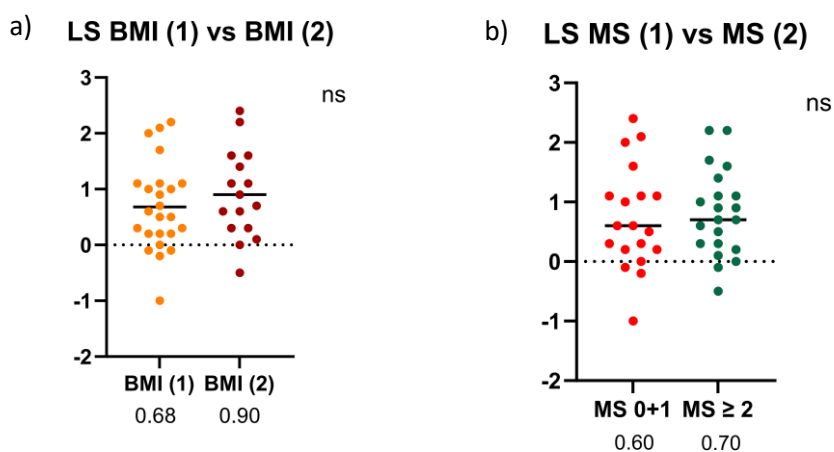 a) LS BMI (1) vs BMI (2)
ns
3
2
1
0
-1
-2
BMI (1) BMI (2)
0.68 0.90
b) LS MS (1) vs MS (2)
ns
3
2
1
0
-1
-2
MS 0+1 MS ≥ 2
0.60 0.70